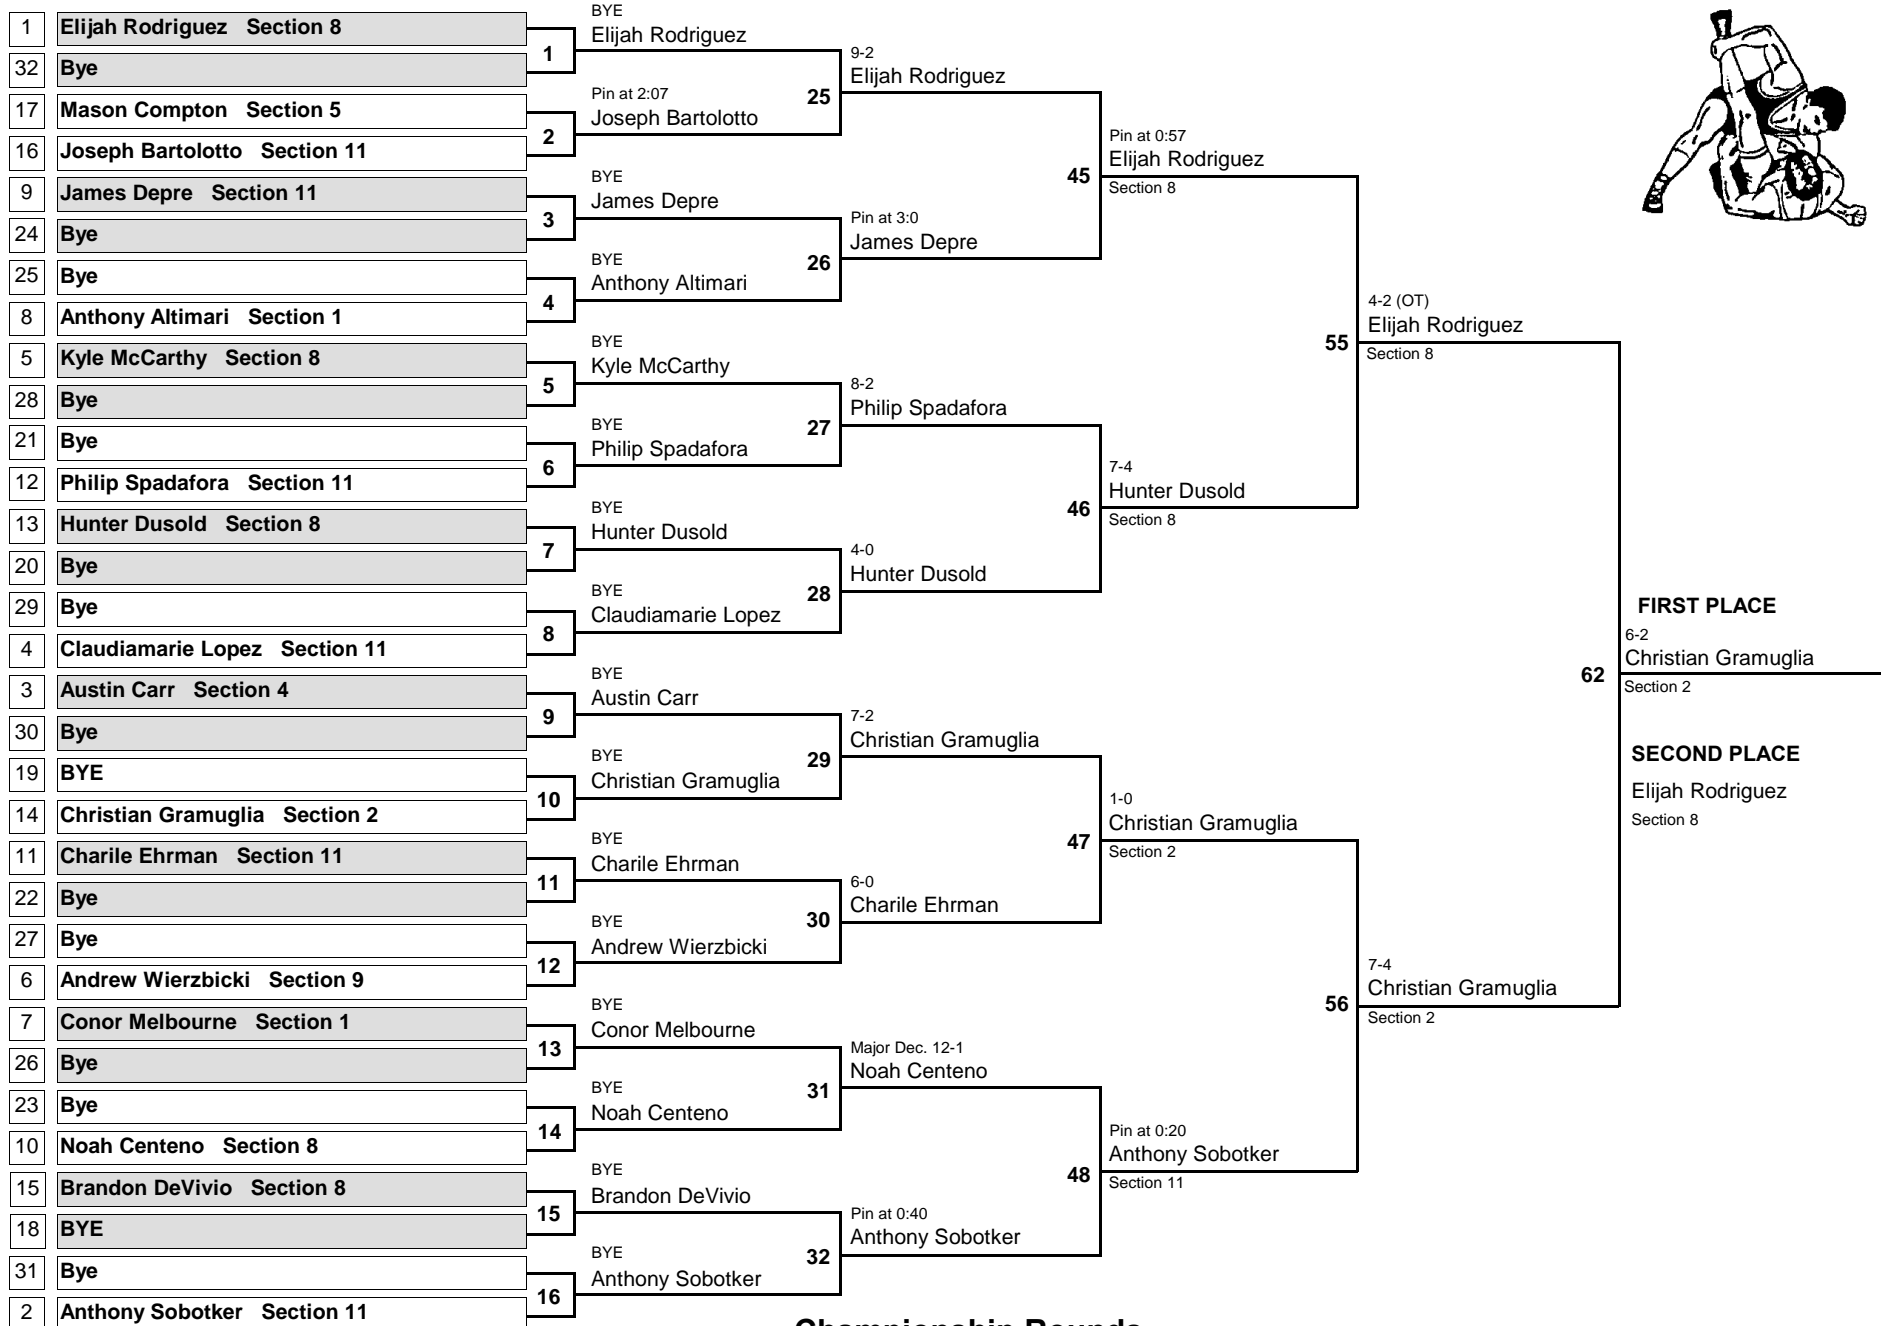 1 Elijah Rodriguez Section 8
32 Bye
17 Mason Compton Section 5
16 Joseph Bartolotto Section 11
9 James Depre Section 11
24 Bye
25 Bye
8 Anthony Altimari Section 1
5 Kyle McCarthy Section 8
28 Bye
21 Bye
12 Philip Spadafora Section 11
13 Hunter Dusold Section 8
20 Bye
29 Bye
4 Claudiamarie Lopez Section 11
3 Austin Carr Section 4
30 Bye
19 BYE
14 Christian Gramuglia Section 2
11 Charile Ehrman Section 11
22 Bye
27 Bye
6 Andrew Wierzbicki Section 9
7 Conor Melbourne Section 1
26 Bye
23 Bye
10 Noah Centeno Section 8
15 Brandon DeVivio Section 8
18 BYE
31 Bye
2 Anthony Sobotker Section 11
1
2
3
4
5
6
7
8
9
10
11
12
13
14
15
16
BYE
Elijah Rodriguez
Pin at 2:07
Joseph Bartolotto
BYE
James Depre
BYE
Anthony Altimari
BYE
Kyle McCarthy
BYE
Philip Spadafora
BYE
Hunter Dusold
BYE
Claudiamarie Lopez
BYE
Austin Carr
BYE
Christian Gramuglia
BYE
Charile Ehrman
BYE
Andrew Wierzbicki
BYE
Conor Melbourne
BYE
Noah Centeno
BYE
Brandon DeVivio
BYE
Anthony Sobotker
25
26
27
28
29
30
31
32
9-2
Elijah Rodriguez
Pin at 3:0
James Depre
8-2
Philip Spadafora
4-0
Hunter Dusold
7-2
Christian Gramuglia
6-0
Charile Ehrman
Major Dec. 12-1
Noah Centeno
Pin at 0:40
Anthony Sobotker
45
46
47
48
Pin at 0:57
Elijah Rodriguez
Section 8
7-4
Hunter Dusold
Section 8
1-0
Christian Gramuglia
Section 2
Pin at 0:20
Anthony Sobotker
Section 11
55
56
4-2 (OT)
Elijah Rodriguez
Section 8
7-4
Christian Gramuglia
Section 2
62
FIRST PLACE
6-2
Christian Gramuglia
Section 2
SECOND PLACE
Elijah Rodriguez
Section 8
Championship Rounds